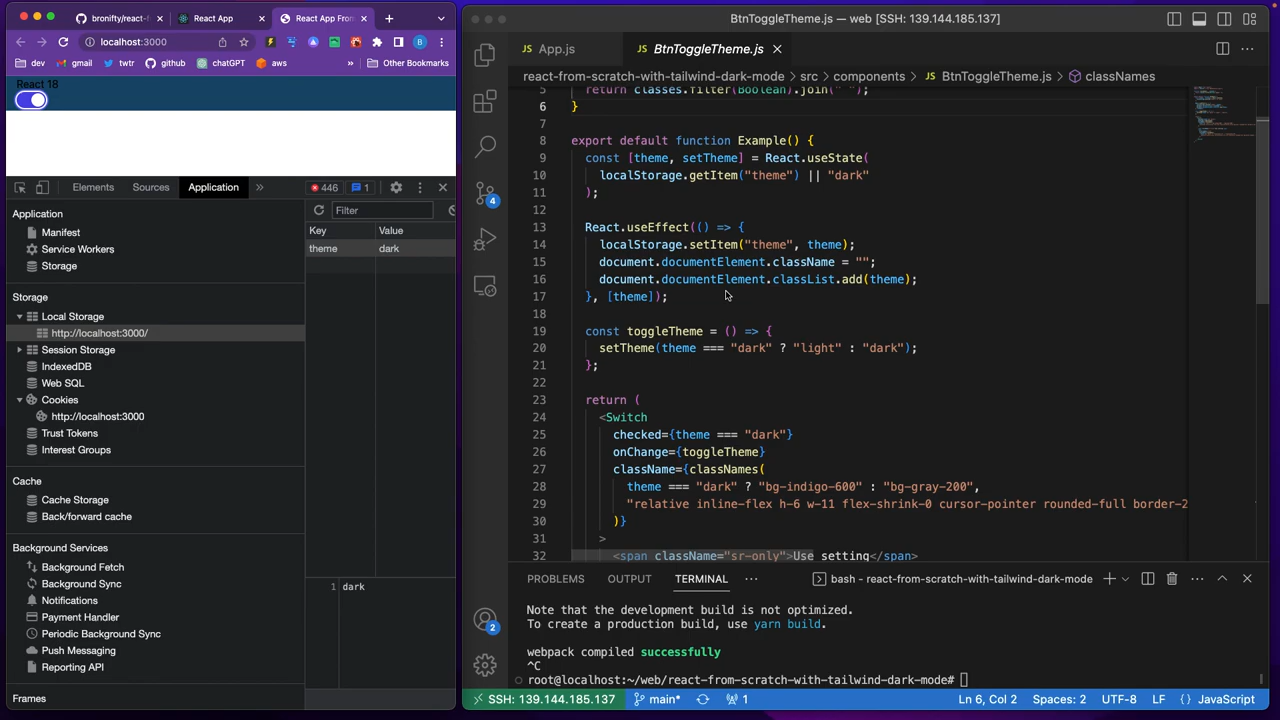 bronifty/react-h
React App
React App Fro
localhost:3000
B
dev
gmail
twtr
github
chatGPT
aws
»
Other Bookmarks
React 18
Elements
Sources
Application
»
446
1
Filter
Application
Manifest
Service Workers
Storage
Storage
Local Storage
http://localhost:3000/
Session Storage
IndexedDB
Web SQL
Cookies
http://localhost:3000
Trust Tokens
Interest Groups
Cache
Cache Storage
Back/forward cache
Background Services
Background Fetch
Background Sync
Notifications
Payment Handler
Periodic Background Sync
Push Messaging
Reporting API
Frames
Key Value
theme dark
1 dark
BtnToggleTheme.js — web [SSH: 139.144.185.137]
JS App.js
JS BtnToggleTheme.js
react-from-scratch-with-tailwind-dark-mode > src > components > JS BtnToggleTheme.js > classNames
4
2
5 return classes.filter(Boolean).join(" ");
6 }
7
8 export default function Example() {
9 const [theme, setTheme] = React.useState(
10 localStorage.getItem("theme") || "dark"
11 );
12
13 React.useEffect(() => {
14 localStorage.setItem("theme", theme);
15 document.documentElement.className = "";
16 document.documentElement.classList.add(theme);
17 }, [theme]);
18
19 const toggleTheme = () => {
20 setTheme(theme === "dark" ? "light" : "dark");
21 };
22
23 return (
24 <Switch
25 checked={theme === "dark"}
26 onChange={toggleTheme}
27 className={classNames(
28 theme === "dark" ? "bg-indigo-600" : "bg-gray-200",
29 "relative inline-flex h-6 w-11 flex-shrink-0 cursor-pointer rounded-full border-2
30 )}
31 >
32 <span className="sr-only">Use setting</span>
PROBLEMS
OUTPUT
TERMINAL
bash - react-from-scratch-with-tailwind-dark-mode
Note that the development build is not optimized.
To create a production build, use yarn build.
webpack compiled successfully
^C
root@localhost:~/web/react-from-scratch-with-tailwind-dark-mode#
SSH: 139.144.185.137
main*
1
Ln 6, Col 2
Spaces: 2
UTF-8
LF
{} JavaScript